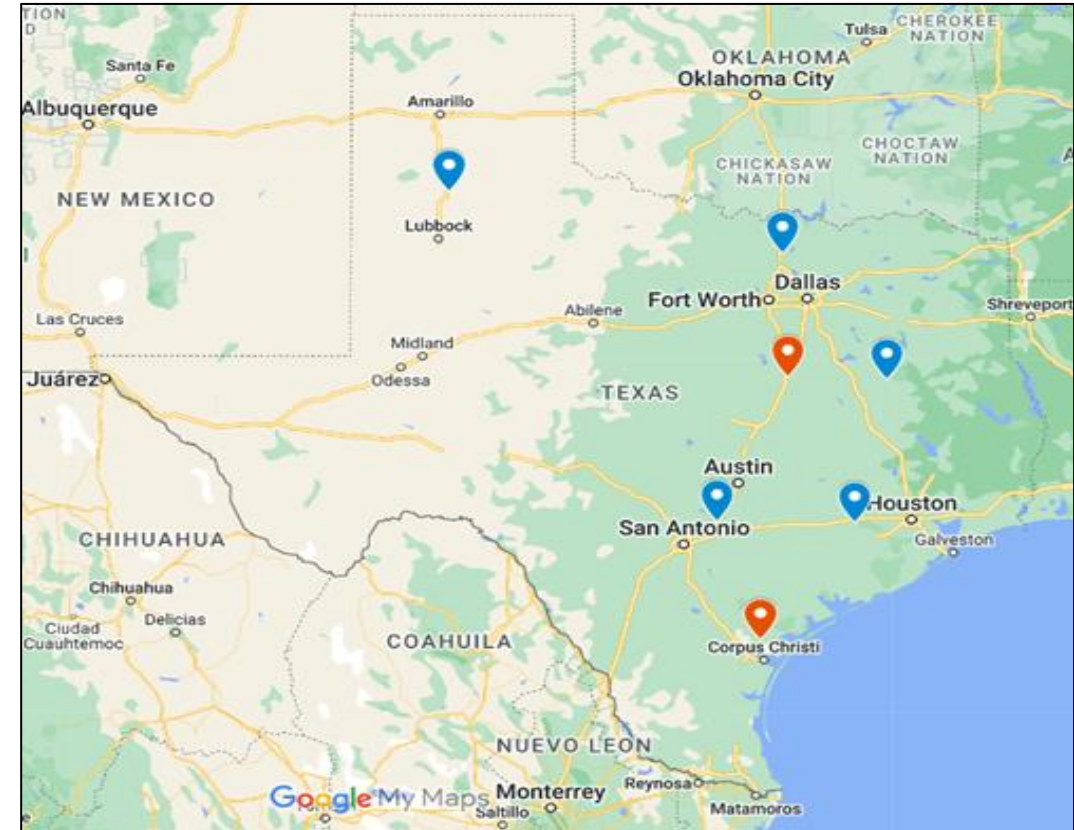 TION
D
Tulsa
CHEROKEE
NATION
OKLAHOMA
Santa Fe
Oklahoma City
Albuquerque
Amarillo
CHOCTAW
NATION
CHICKASAW
NATION
NEW MEXICO
Lubbock
Dallas
Fort Worth
Shreveport
Abilene
Las Cruces
Midland
Juárez
Odessa
TEXAS
Austin
Houston
San Antonio
CHIHUAHUA
Galveston
Chihuahua
Delicias
Ciudad
Cuauhtemoc
COAHUILA
Corpus Christi
NUEVO LEON
Reynosa
Google My Maps
Monterrey
Saltillo
Matamoros